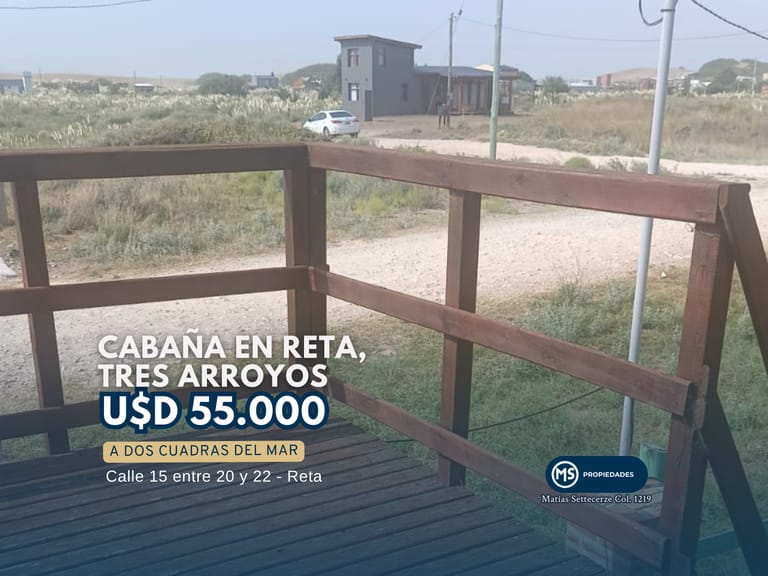 CABAÑA EN RETA,
TRES ARROYOS
U$D 55.000
A DOS CUADRAS DEL MAR
Calle 15 entre 20 y 22 - Reta
MS PROPIEDADES
Matías Settecerze Col. 1219